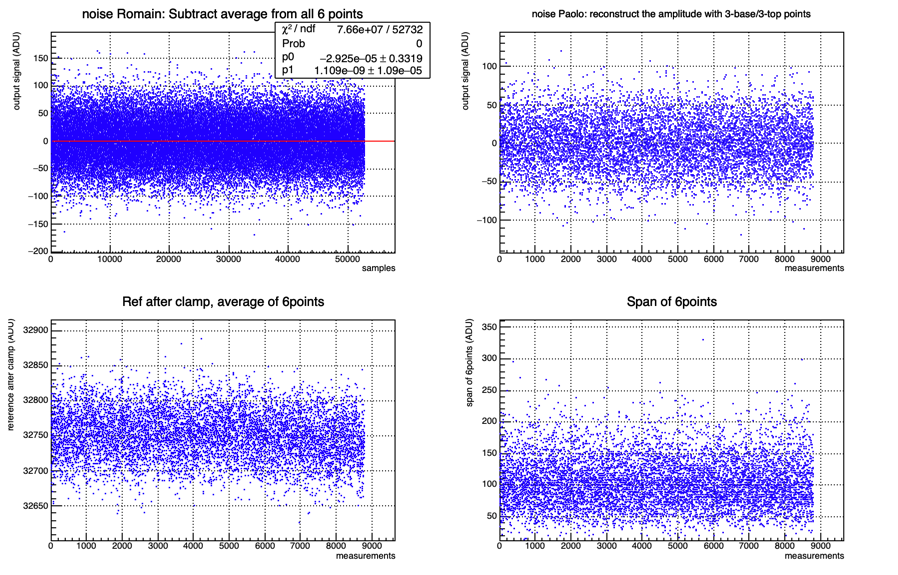 noise Romain: Subtract average from all 6 points
χ² / ndf 7.66e+07 / 52732
Prob 0
p0 −2.925e−05 ± 0.3319
p1 1.109e−09 ± 1.09e−05
output signal (ADU)
150
100
50
0
−50
−100
−150
−200
0 10000 20000 30000 40000 50000
samples
noise Paolo: reconstruct the amplitude with 3-base/3-top points
output signal (ADU)
100
50
0
−50
−100
0 1000 2000 3000 4000 5000 6000 7000 8000 9000
measurements
Ref after clamp, average of 6points
reference after clamp (ADU)
32900
32850
32800
32750
32700
32650
0 1000 2000 3000 4000 5000 6000 7000 8000 9000
measurements
Span of 6points
span of 6points (ADU)
350
300
250
200
150
100
50
0 1000 2000 3000 4000 5000 6000 7000 8000 9000
measurements